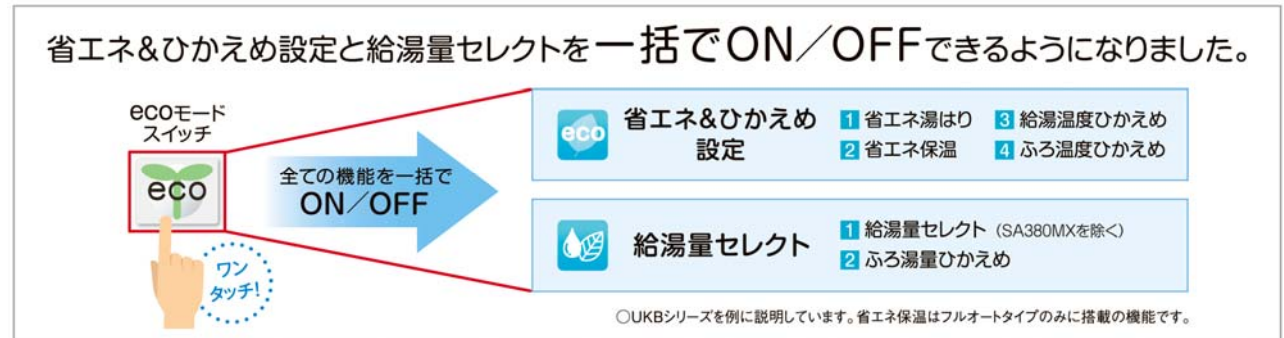 省エネ&ひかえめ設定と給湯量セレクトを一括でON／OFFできるようになりました。
ecoモード
スイッチ
eco
ワン
タッチ!
全ての機能を一括で
ON／OFF
eco
省エネ&ひかえめ
設定
1 省エネ湯はり 3 給湯温度ひかえめ
2 省エネ保温 4 ふろ温度ひかえめ
給湯量セレクト
1 給湯量セレクト (SA380MXを除く)
2 ふろ湯量ひかえめ
○UKBシリーズを例に説明しています。省エネ保温はフルオートタイプのみに搭載の機能です。